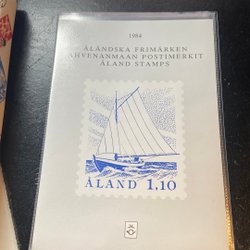 1984
ÅLÄNDSKA FRIMÄRKEN
AHVENANMAAN POSTIMERKIT
ÅLAND STAMPS
ÅLAND 1,10